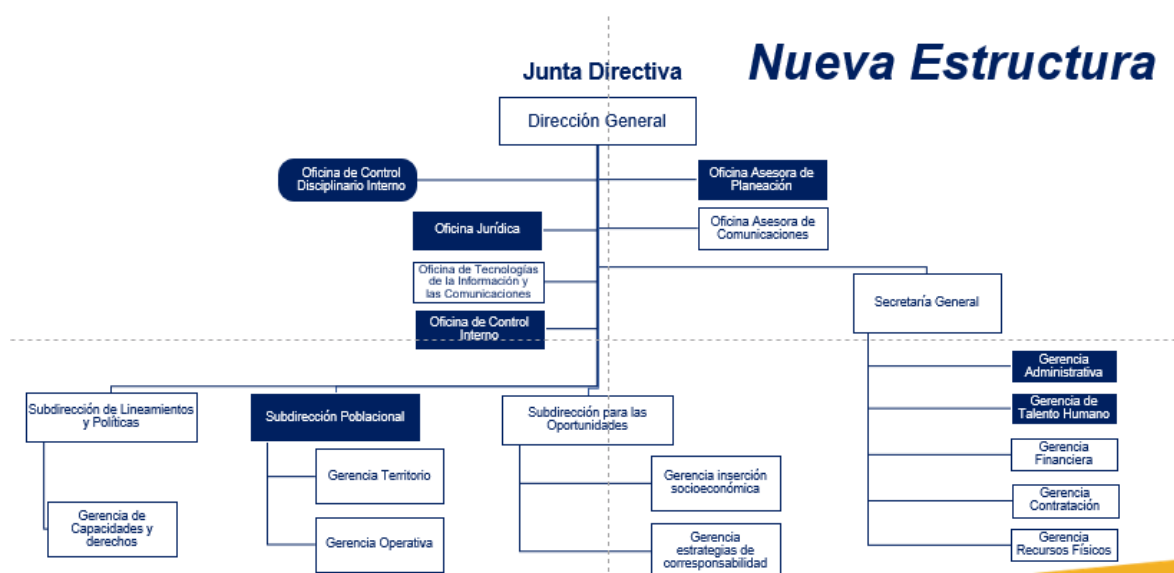 Nueva Estructura
Junta Directiva
Dirección General
Oficina de Control
Disciplinario Interno
Oficina Asesora de
Planeación
Oficina Jurídica
Oficina Asesora de
Comunicaciones
Oficina de Tecnologías
de la Información y
las Comunicaciones
Secretaría General
Oficina de Control
Interno
Gerencia
Administrativa
Gerencia de
Talento Humano
Gerencia
Financiera
Gerencia
Contratación
Gerencia
Recursos Físicos
Subdirección de Lineamientos
y Políticas
Gerencia de
Capacidades y
derechos
Subdirección Poblacional
Gerencia Territorio
Gerencia Operativa
Subdirección para las
Oportunidades
Gerencia inserción
socioeconómica
Gerencia
estrategias de
corresponsabilidad